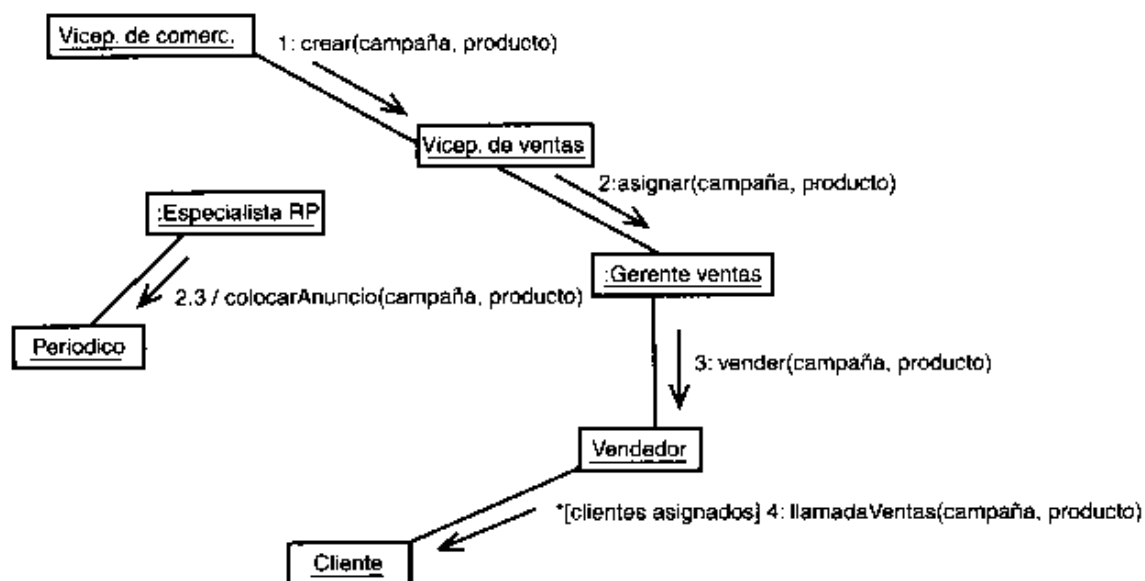 Vicep. de comerc.
1: crear(campaña, producto)
Vicep. de ventas
2:asignar(campaña, producto)
:Especialista RP
:Gerente ventas
2.3 / colocarAnuncio(campaña, producto)
Periodico
3: vender(campaña, producto)
Vendedor
*[clientes asignados] 4: llamadaVentas(campaña, producto)
Cliente